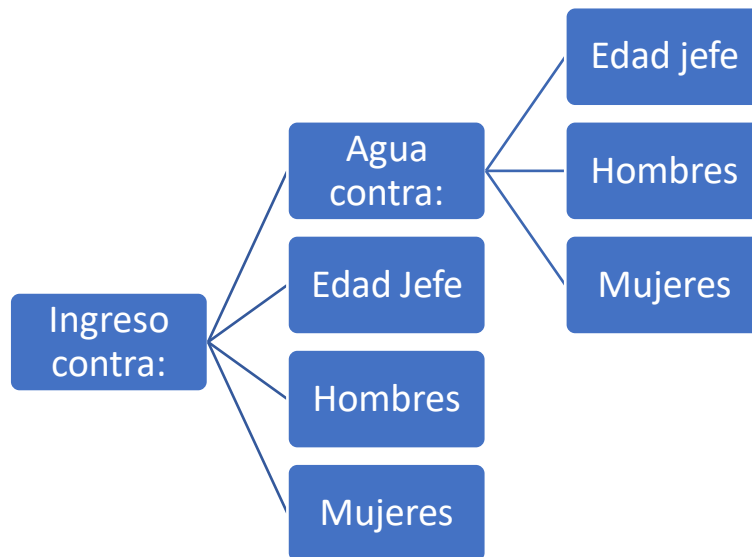 Ingreso
contra:
Agua
contra:
Edad jefe
Hombres
Mujeres
Edad Jefe
Hombres
Mujeres